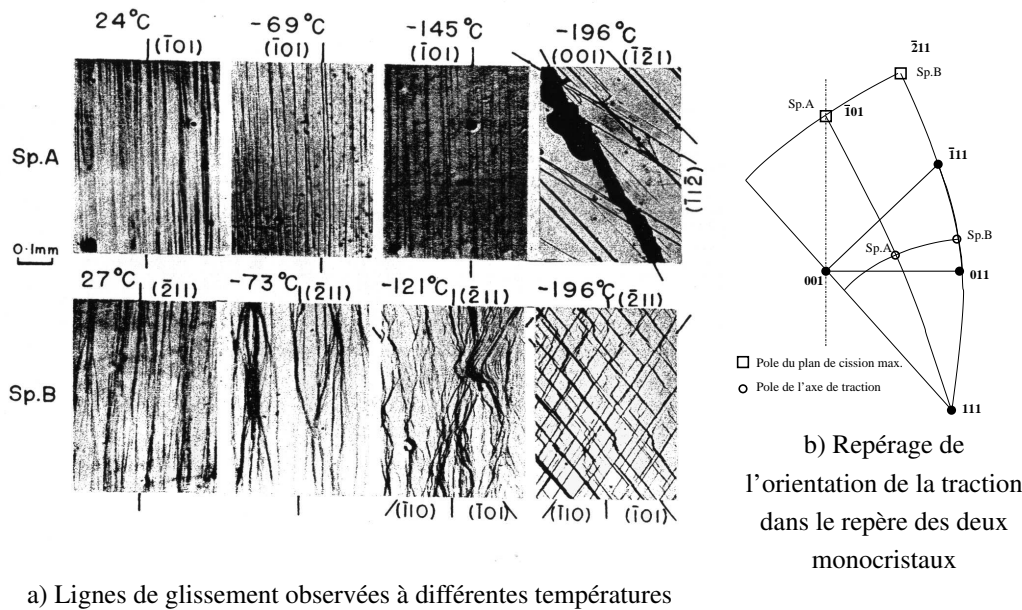 24°C
-69°C
-145°C
-196°C
(1̄01)
(1̄01)
(1̄01)
(001) (1̄2̄1)
Sp.A
(1̄12̄)
0.1mm
27°C
-73°C
-121°C
-196°C
(2̄11)
(2̄11)
(2̄11)
(2̄11)
Sp.B
(1̄10) (1̄01) (1̄10) (1̄01)
a) Lignes de glissement observées à différentes températures
2̄11
Sp.B
Sp.A
1̄01
1̄11
Sp.B
Sp.A
001
011
Pole du plan de cission max.
Pole de l'axe de traction
111
b) Repérage de
l'orientation de la traction
dans le repère des deux
monocristaux